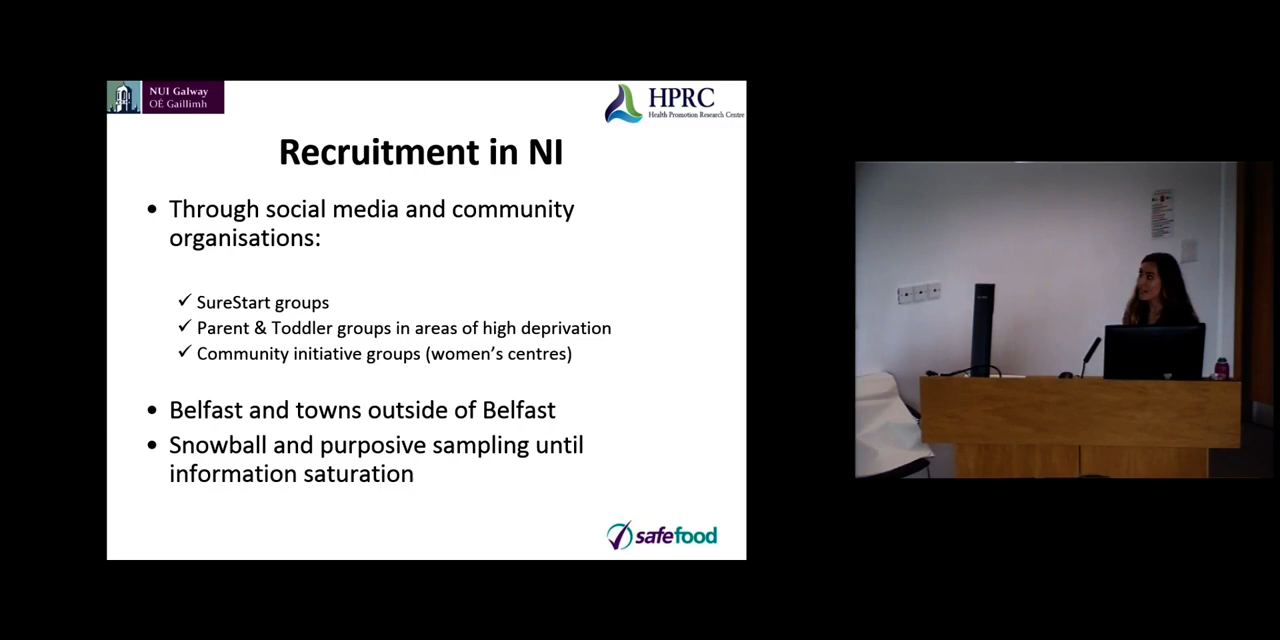 NUI Galway
OÉ Gaillimh
HPRC
Health Promotion Research Centre
Recruitment in NI
• Through social media and community
organisations:
✓ SureStart groups
✓ Parent & Toddler groups in areas of high deprivation
✓ Community initiative groups (women's centres)
• Belfast and towns outside of Belfast
• Snowball and purposive sampling until
information saturation
safefood